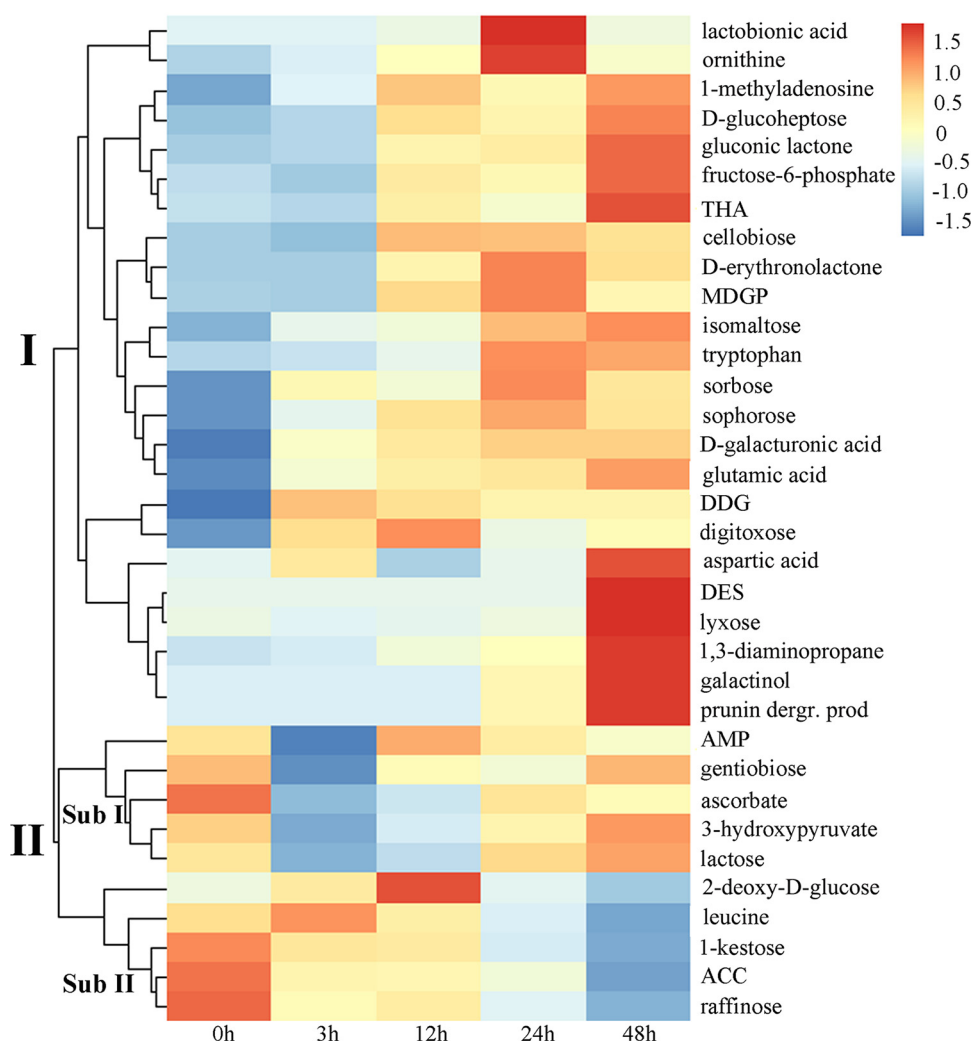 lactobionic acid
ornithine
1-methyladenosine
D-glucoheptose
gluconic lactone
fructose-6-phosphate
THA
cellobiose
D-erythronolactone
MDGP
isomaltose
tryptophan
sorbose
sophorose
D-galacturonic acid
glutamic acid
DDG
digitoxose
aspartic acid
DES
lyxose
1,3-diaminopropane
galactinol
prunin dergr. prod
AMP
gentiobiose
ascorbate
3-hydroxypyruvate
lactose
2-deoxy-D-glucose
leucine
1-kestose
ACC
raffinose
1.5
1.0
0.5
0
-0.5
-1.0
-1.5
I
II
Sub I
Sub II
0h 3h 12h 24h 48h